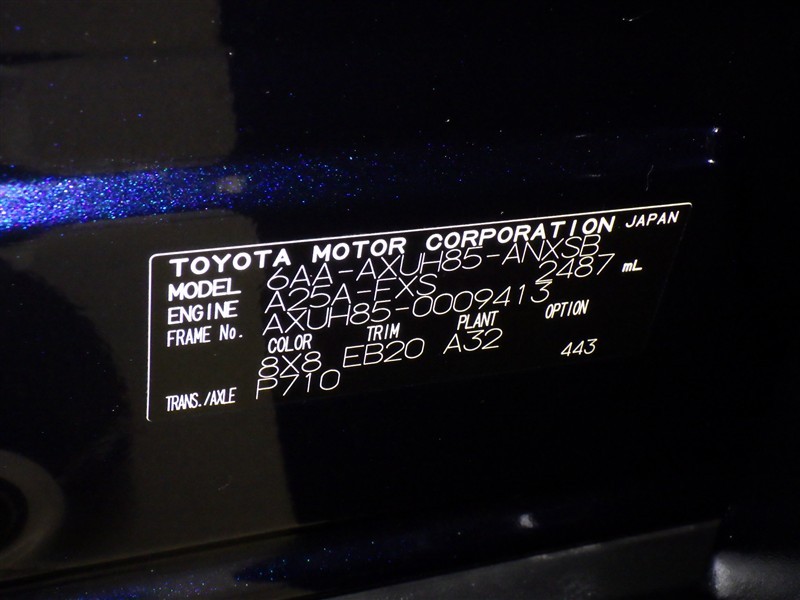 TOYOTA MOTOR CORPORATION JAPAN
MODEL 6AA-AXUH85-ANXSB
ENGINE A25A-FXS 2487 mL
FRAME No. AXUH85-0009413
COLOR TRIM PLANT OPTION
8X8 EB20 A32 443
TRANS./AXLE P710